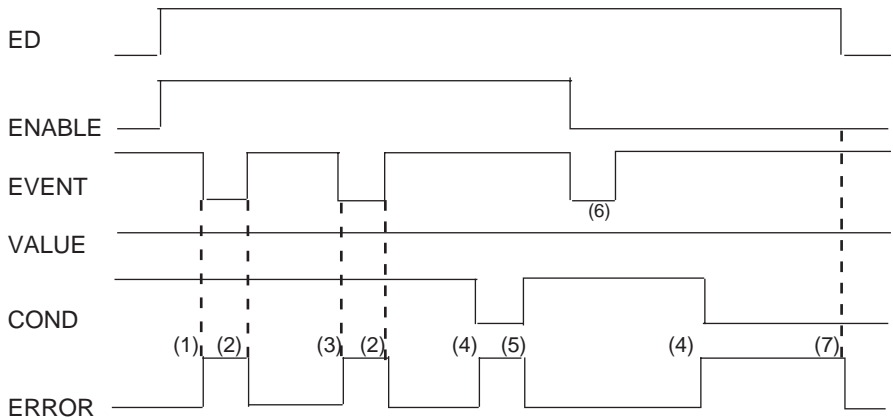 ED
ENABLE
EVENT
(6)
VALUE
COND
(1) (2) (3) (2) (4) (5) (4) (7)
ERROR